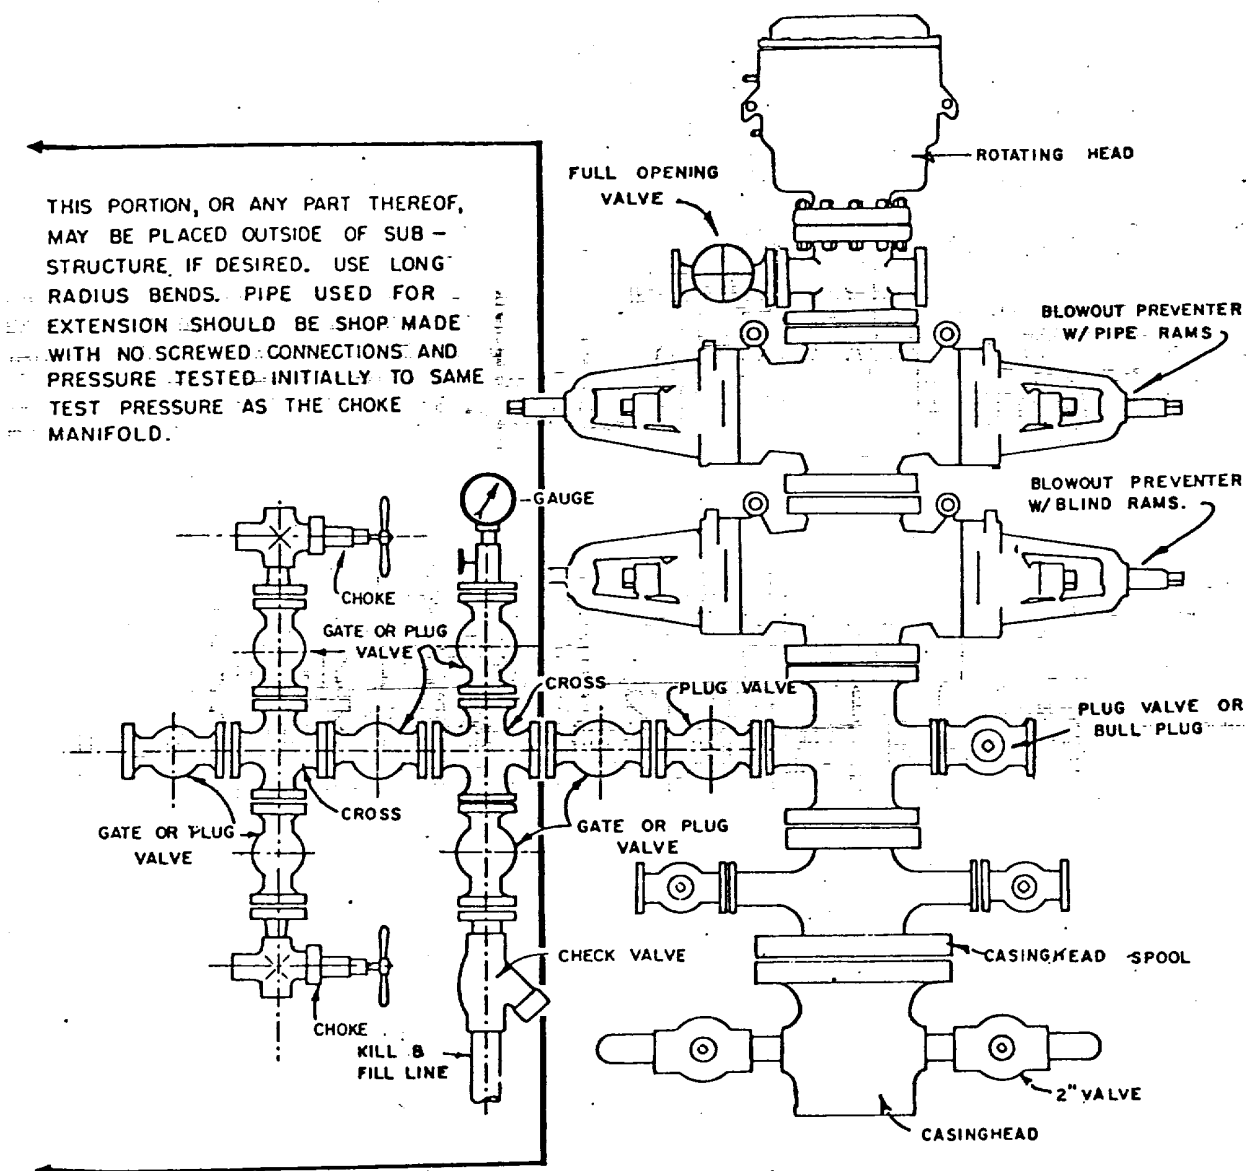 ROTATING HEAD
FULL OPENING
VALVE
THIS PORTION, OR ANY PART THEREOF,
MAY BE PLACED OUTSIDE OF SUB-
STRUCTURE IF DESIRED. USE LONG
RADIUS BENDS. PIPE USED FOR
EXTENSION SHOULD BE SHOP MADE
WITH NO SCREWED CONNECTIONS AND
PRESSURE TESTED INITIALLY TO SAME
TEST PRESSURE AS THE CHOKE
MANIFOLD.
BLOWOUT PREVENTER
W/ PIPE RAMS
BLOWOUT PREVENTER
W/ BLIND RAMS.
GAUGE
CHOKE
GATE OR PLUG
VALVE
CROSS
PLUG VALVE
PLUG VALVE OR
BULL PLUG
CROSS
GATE OR PLUG
VALVE
GATE OR PLUG
VALVE
CHECK VALVE
CASINGHEAD SPOOL
CHOKE
KILL &
FILL LINE
2" VALVE
CASINGHEAD